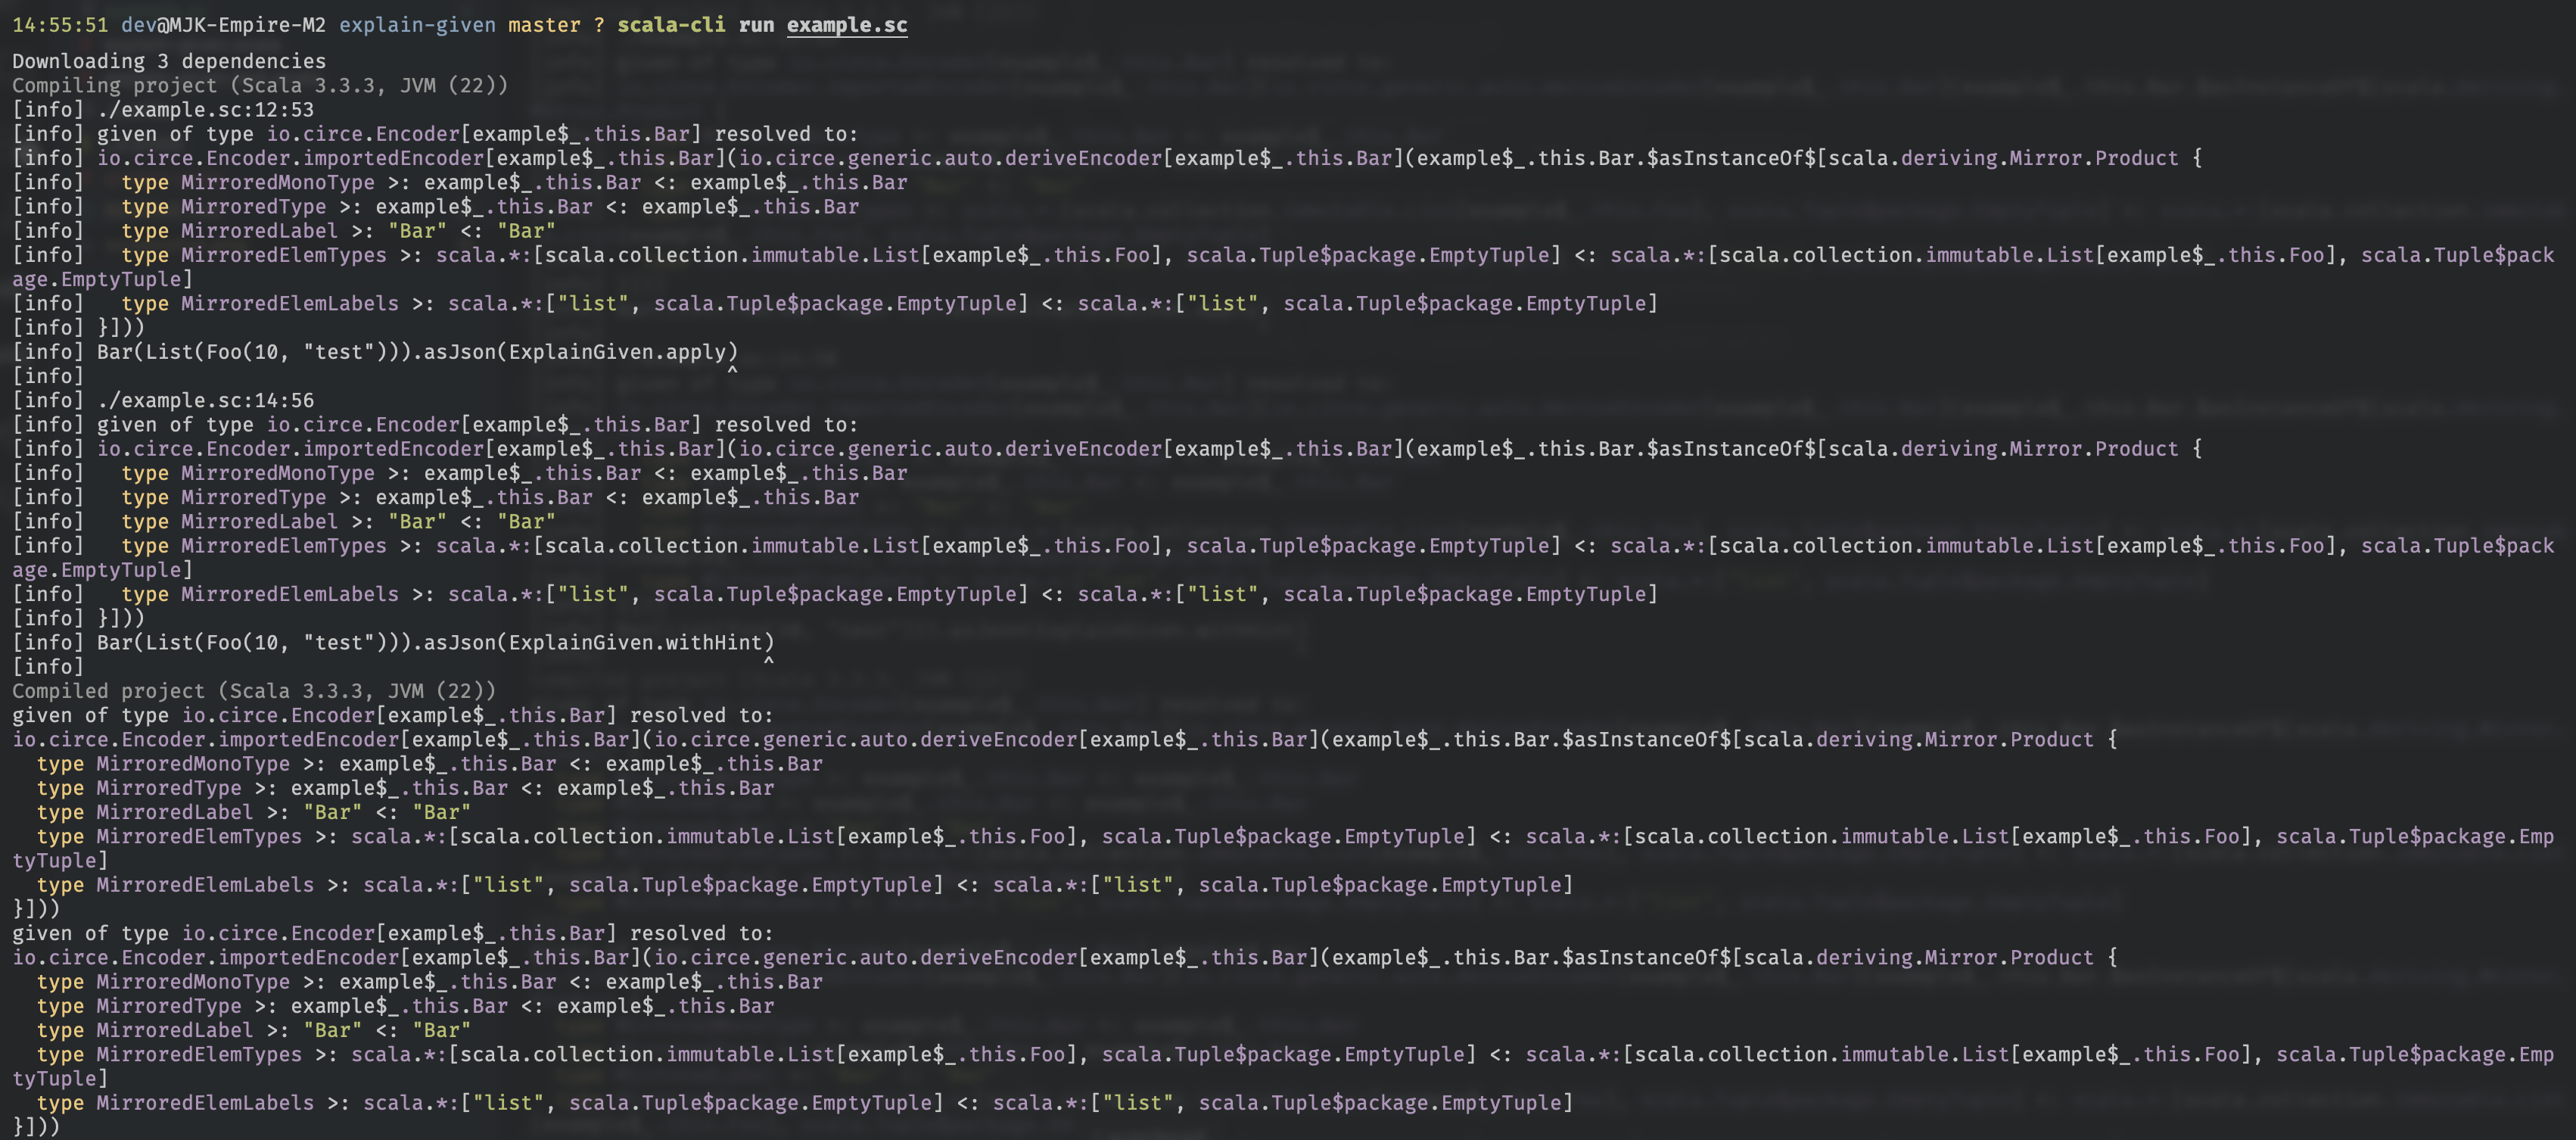 14:55:51 dev@MJK-Empire-M2 explain-given master ? scala-cli run example.sc
Downloading 3 dependencies
Compiling project (Scala 3.3.3, JVM (22))
[info] ./example.sc:12:53
[info] given of type io.circe.Encoder[example$_.this.Bar] resolved to:
[info] io.circe.Encoder.importedEncoder[example$_.this.Bar](io.circe.generic.auto.deriveEncoder[example$_.this.Bar](example$_.this.Bar.$asInstanceOf$[scala.deriving.Mirror.Product {
[info]   type MirroredMonoType >: example$_.this.Bar <: example$_.this.Bar
[info]   type MirroredType >: example$_.this.Bar <: example$_.this.Bar
[info]   type MirroredLabel >: "Bar" <: "Bar"
[info]   type MirroredElemTypes >: scala.*:[scala.collection.immutable.List[example$_.this.Foo], scala.Tuple$package.EmptyTuple] <: scala.*:[scala.collection.immutable.List[example$_.this.Foo], scala.Tuple$pack
age.EmptyTuple]
[info]   type MirroredElemLabels >: scala.*:["list", scala.Tuple$package.EmptyTuple] <: scala.*:["list", scala.Tuple$package.EmptyTuple]
[info] }]))
[info] Bar(List(Foo(10, "test"))).asJson(ExplainGiven.apply)
[info]                                                     ^
[info] ./example.sc:14:56
[info] given of type io.circe.Encoder[example$_.this.Bar] resolved to:
[info] io.circe.Encoder.importedEncoder[example$_.this.Bar](io.circe.generic.auto.deriveEncoder[example$_.this.Bar](example$_.this.Bar.$asInstanceOf$[scala.deriving.Mirror.Product {
[info]   type MirroredMonoType >: example$_.this.Bar <: example$_.this.Bar
[info]   type MirroredType >: example$_.this.Bar <: example$_.this.Bar
[info]   type MirroredLabel >: "Bar" <: "Bar"
[info]   type MirroredElemTypes >: scala.*:[scala.collection.immutable.List[example$_.this.Foo], scala.Tuple$package.EmptyTuple] <: scala.*:[scala.collection.immutable.List[example$_.this.Foo], scala.Tuple$pack
age.EmptyTuple]
[info]   type MirroredElemLabels >: scala.*:["list", scala.Tuple$package.EmptyTuple] <: scala.*:["list", scala.Tuple$package.EmptyTuple]
[info] }]))
[info] Bar(List(Foo(10, "test"))).asJson(ExplainGiven.withHint)
[info]                                                        ^
Compiled project (Scala 3.3.3, JVM (22))
given of type io.circe.Encoder[example$_.this.Bar] resolved to:
io.circe.Encoder.importedEncoder[example$_.this.Bar](io.circe.generic.auto.deriveEncoder[example$_.this.Bar](example$_.this.Bar.$asInstanceOf$[scala.deriving.Mirror.Product {
  type MirroredMonoType >: example$_.this.Bar <: example$_.this.Bar
  type MirroredType >: example$_.this.Bar <: example$_.this.Bar
  type MirroredLabel >: "Bar" <: "Bar"
  type MirroredElemTypes >: scala.*:[scala.collection.immutable.List[example$_.this.Foo], scala.Tuple$package.EmptyTuple] <: scala.*:[scala.collection.immutable.List[example$_.this.Foo], scala.Tuple$package.Emp
tyTuple]
  type MirroredElemLabels >: scala.*:["list", scala.Tuple$package.EmptyTuple] <: scala.*:["list", scala.Tuple$package.EmptyTuple]
}]))
given of type io.circe.Encoder[example$_.this.Bar] resolved to:
io.circe.Encoder.importedEncoder[example$_.this.Bar](io.circe.generic.auto.deriveEncoder[example$_.this.Bar](example$_.this.Bar.$asInstanceOf$[scala.deriving.Mirror.Product {
  type MirroredMonoType >: example$_.this.Bar <: example$_.this.Bar
  type MirroredType >: example$_.this.Bar <: example$_.this.Bar
  type MirroredLabel >: "Bar" <: "Bar"
  type MirroredElemTypes >: scala.*:[scala.collection.immutable.List[example$_.this.Foo], scala.Tuple$package.EmptyTuple] <: scala.*:[scala.collection.immutable.List[example$_.this.Foo], scala.Tuple$package.Emp
tyTuple]
  type MirroredElemLabels >: scala.*:["list", scala.Tuple$package.EmptyTuple] <: scala.*:["list", scala.Tuple$package.EmptyTuple]
}]))